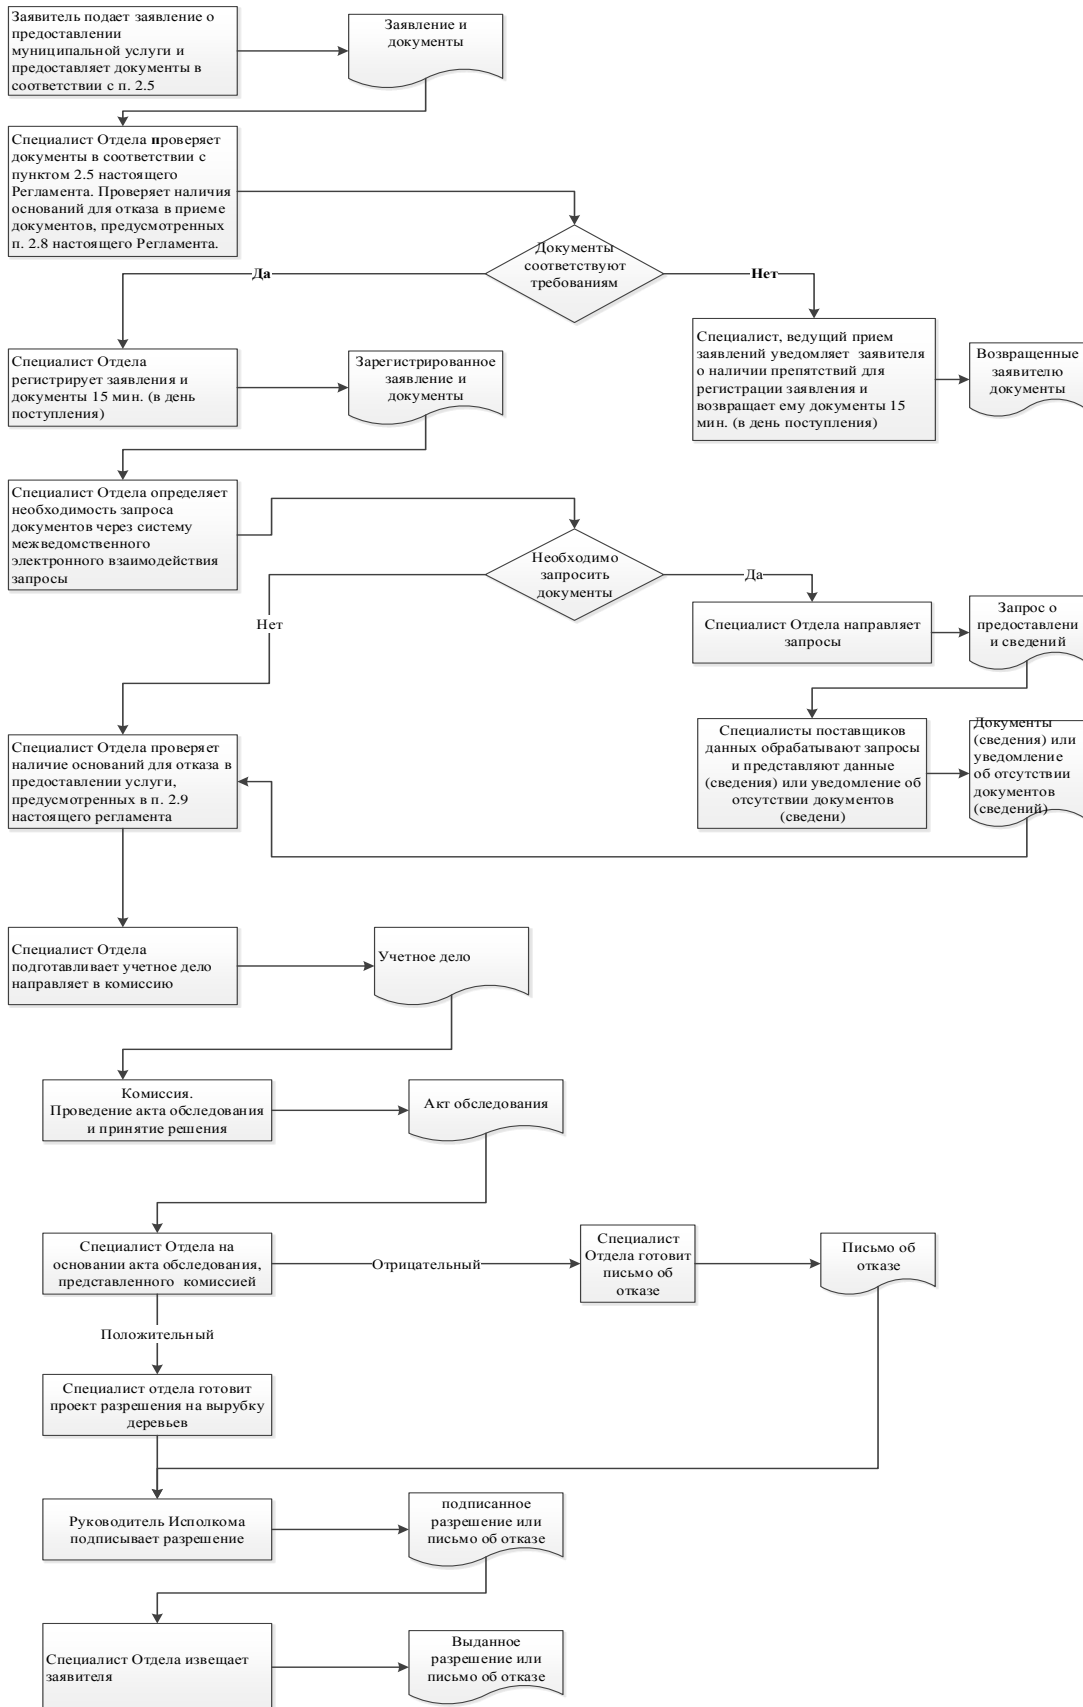 Заявитель подает заявление о
предоставлении
муниципальной услуги и
предоставляет документы в
соответствии с п. 2.5
Заявление и
документы
Специалист Отдела проверяет
документы в соответствии с
пунктом 2.5 настоящего
Регламента. Проверяет наличия
оснований для отказа в приеме
документов, предусмотренных
п. 2.8 настоящего Регламента.
Документы
соответствуют
требованиям
Да
Нет
Специалист Отдела
регистрирует заявления и
документы 15 мин. (в день
поступления)
Зарегистрированное
заявление и
документы
Специалист, ведущий прием
заявлений уведомляет заявителя
о наличии препятствий для
регистрации заявления и
возвращает ему документы 15
мин. (в день поступления)
Возвращенные
заявителю
документы
Специалист Отдела определяет
необходимость запроса
документов через систему
межведомственного
электронного взаимодействия
запросы
Необходимо
запросить
документы
Да
Нет
Специалист Отдела направляет
запросы
Запрос о
предоставлени
и сведений
Специалист Отдела проверяет
наличие оснований для отказа в
предоставлении услуги,
предусмотренных в п. 2.9
настоящего регламента
Специалисты поставщиков
данных обрабатывают запросы
и представляют данные
(сведения) или уведомление об
отсутствии документов
(сведени)
Документы
(сведения) или
уведомление
об отсутствии
документов
(сведений)
Специалист Отдела
подготавливает учетное дело
направляет в комиссию
Учетное дело
Комиссия.
Проведение акта обследования
и принятие решения
Акт обследования
Специалист Отдела на
основании акта обследования,
представленного комиссией
Отрицательный
Специалист
Отдела готовит
письмо об
отказе
Письмо об
отказе
Положительный
Специалист отдела готовит
проект разрешения на вырубку
деревьев
Руководитель Исполкома
подписывает разрешение
подписанное
разрешение или
письмо об отказе
Специалист Отдела извещает
заявителя
Выданное
разрешение или
письмо об отказе